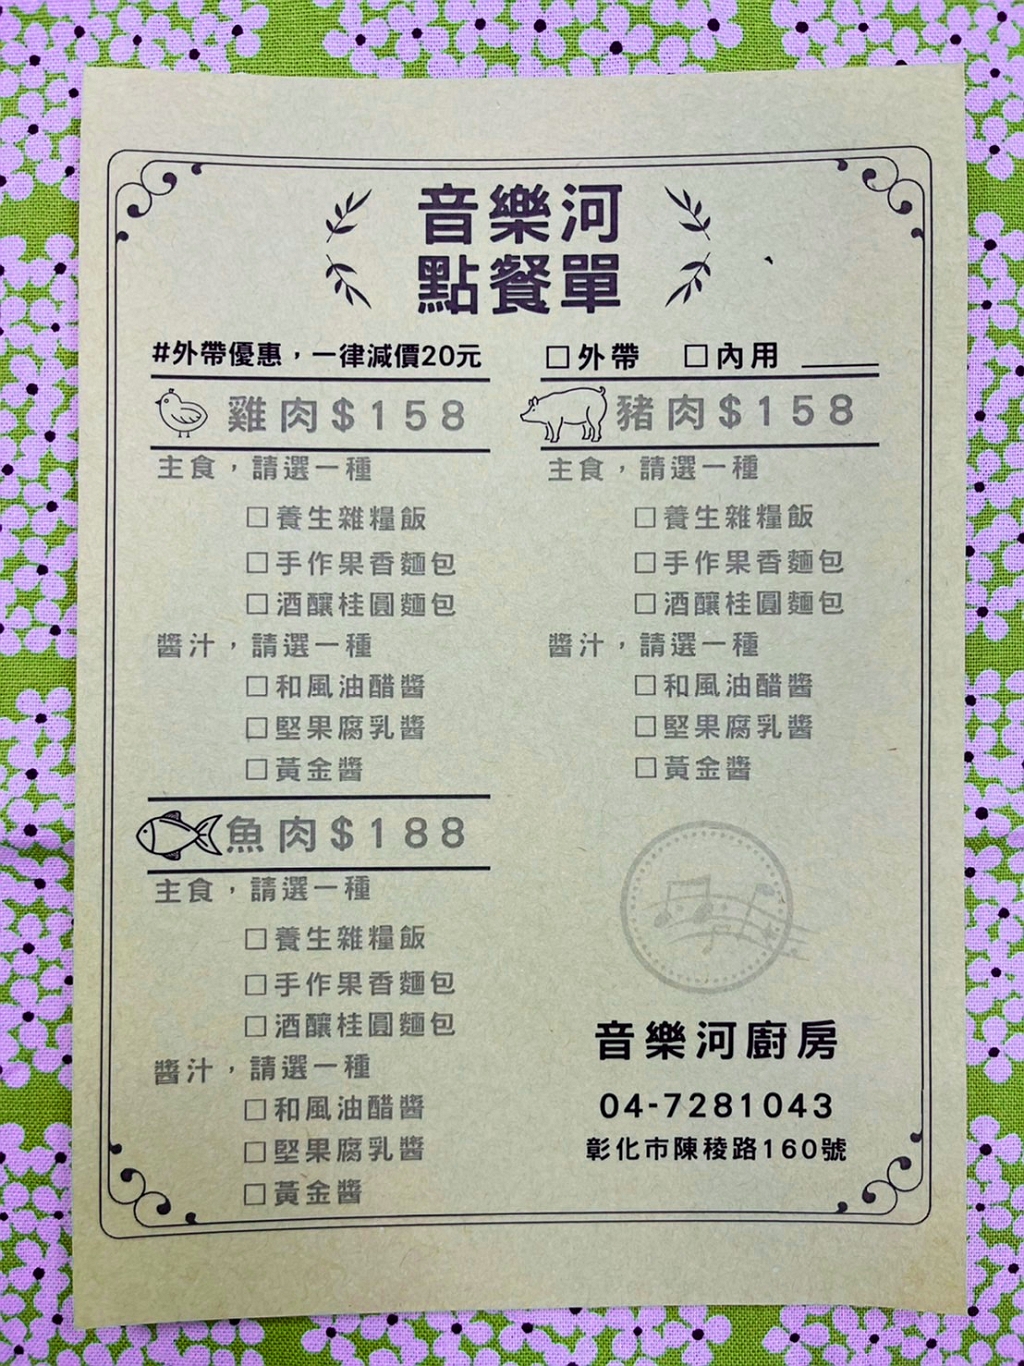 音樂河
點餐單
#外帶優惠，一律減價20元
□外帶 □內用 ____
雞肉$158
主食，請選一種
□養生雜糧飯
□手作果香麵包
□酒釀桂圓麵包
醬汁，請選一種
□和風油醋醬
□堅果腐乳醬
□黃金醬
豬肉$158
主食，請選一種
□養生雜糧飯
□手作果香麵包
□酒釀桂圓麵包
醬汁，請選一種
□和風油醋醬
□堅果腐乳醬
□黃金醬
魚肉$188
主食，請選一種
□養生雜糧飯
□手作果香麵包
□酒釀桂圓麵包
醬汁，請選一種
□和風油醋醬
□堅果腐乳醬
□黃金醬
音樂河廚房
04-7281043
彰化市陳稜路160號